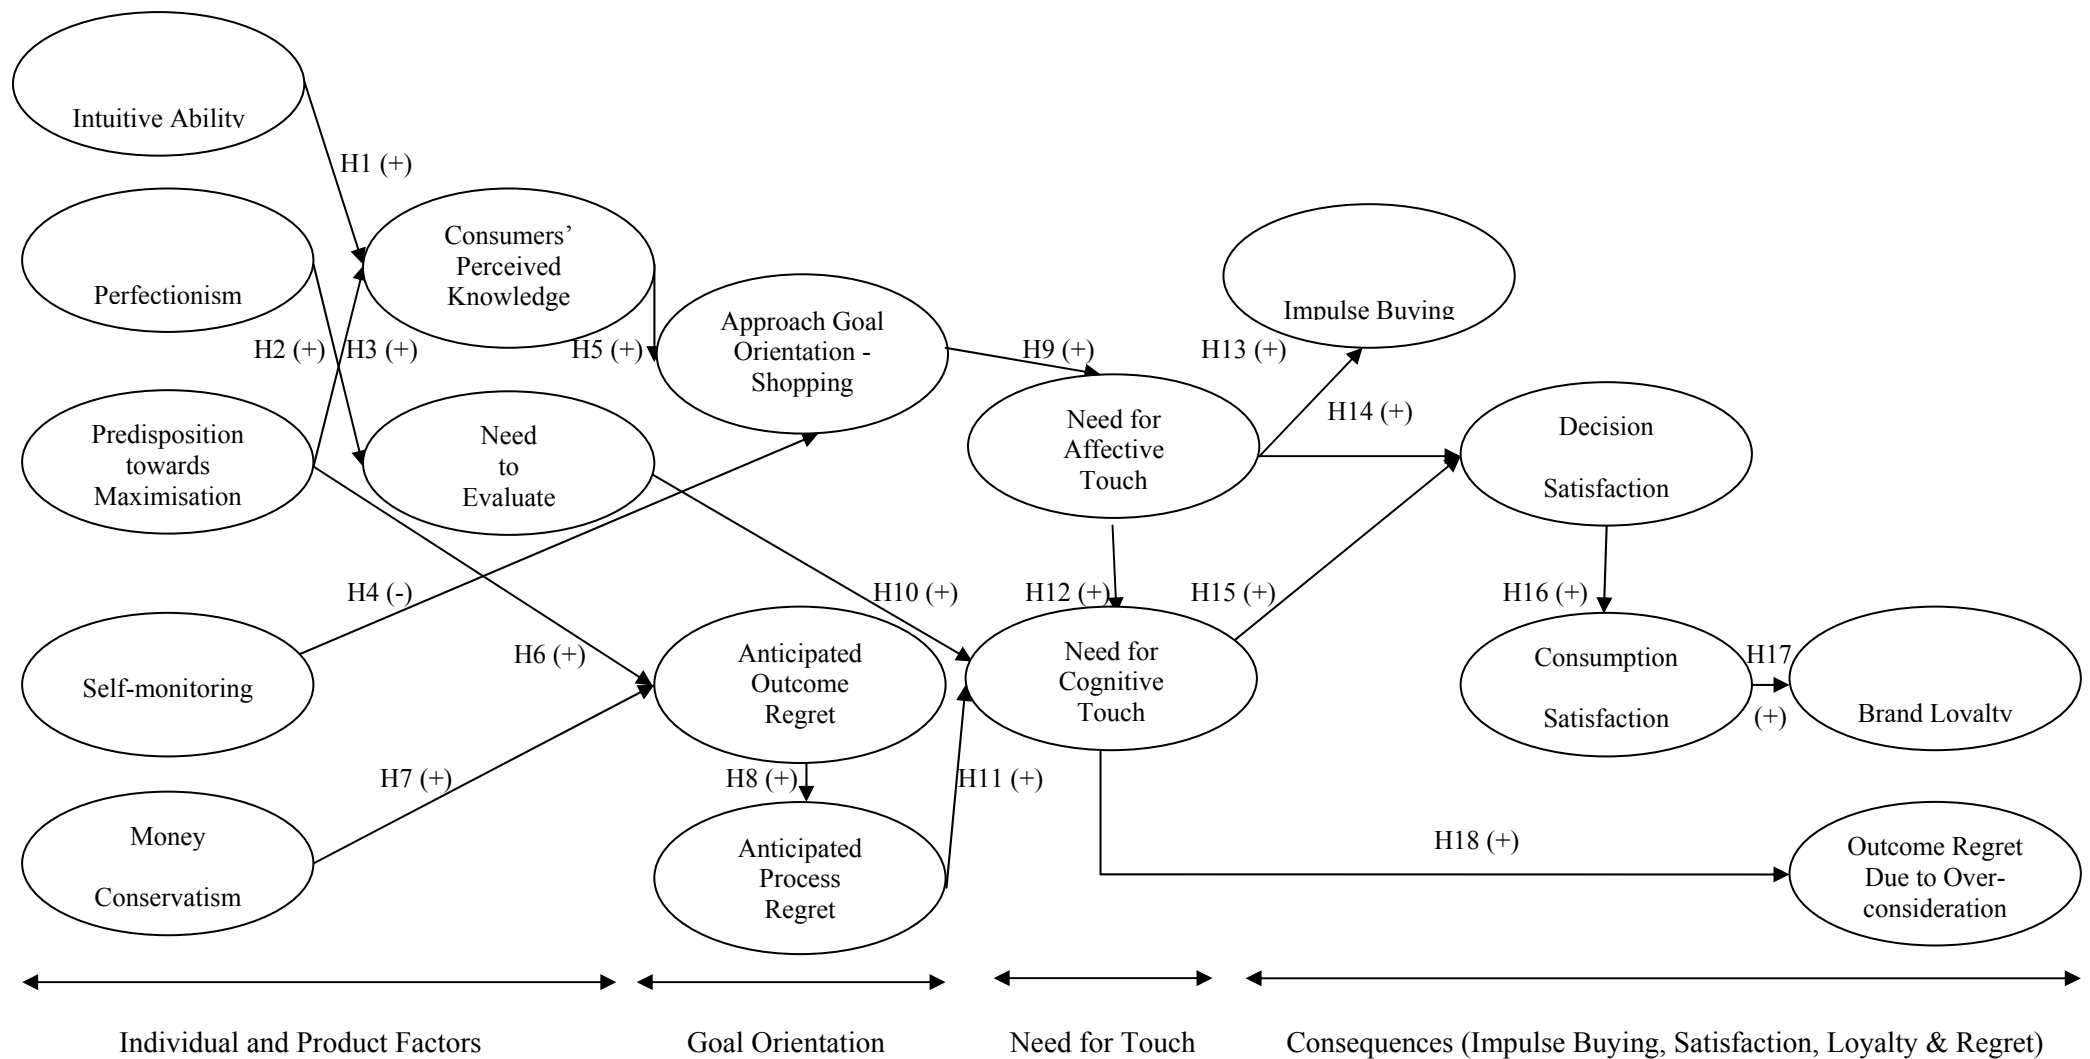 Intuitive Ability
H1 (+)
Perfectionism
Consumers’
Perceived
Knowledge
H2 (+)
H3 (+)
H5 (+)
Approach Goal
Orientation -
Shopping
H9 (+)
H13 (+)
Impulse Buying
Predisposition
towards
Maximisation
Need
to
Evaluate
Need for
Affective
Touch
H14 (+)
Decision
Satisfaction
H4 (-)
H10 (+)
H12 (+)
H15 (+)
H16 (+)
Self-monitoring
H6 (+)
Anticipated
Outcome
Regret
Need for
Cognitive
Touch
Consumption
Satisfaction
H17
(+)
Brand Loyalty
H7 (+)
H8 (+)
H11 (+)
Money
Conservatism
Anticipated
Process
Regret
H18 (+)
Outcome Regret
Due to Over-
consideration
Individual and Product Factors
Goal Orientation
Need for Touch
Consequences (Impulse Buying, Satisfaction, Loyalty & Regret)